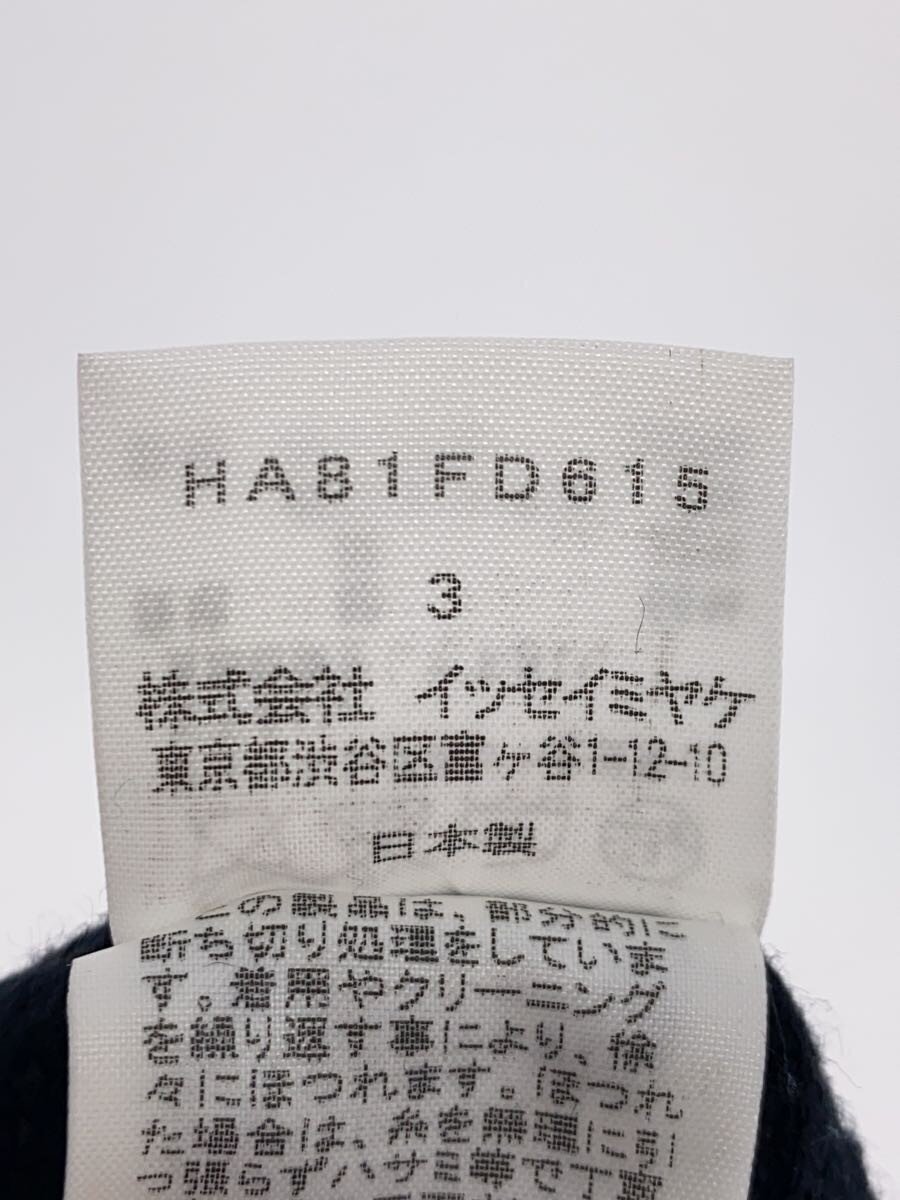 HA81FD615
3
株式会社 イッセイミヤケ
東京都渋谷区富ヶ谷1-12-10
日本製
この製品は、部分的に
断ち切り処理をしていま
す。着用やクリーニング
を繰り返す事により、徐
々にほつれます。ほつれ
た場合は、糸を無理に引
っ張らずハサミ等で丁寧